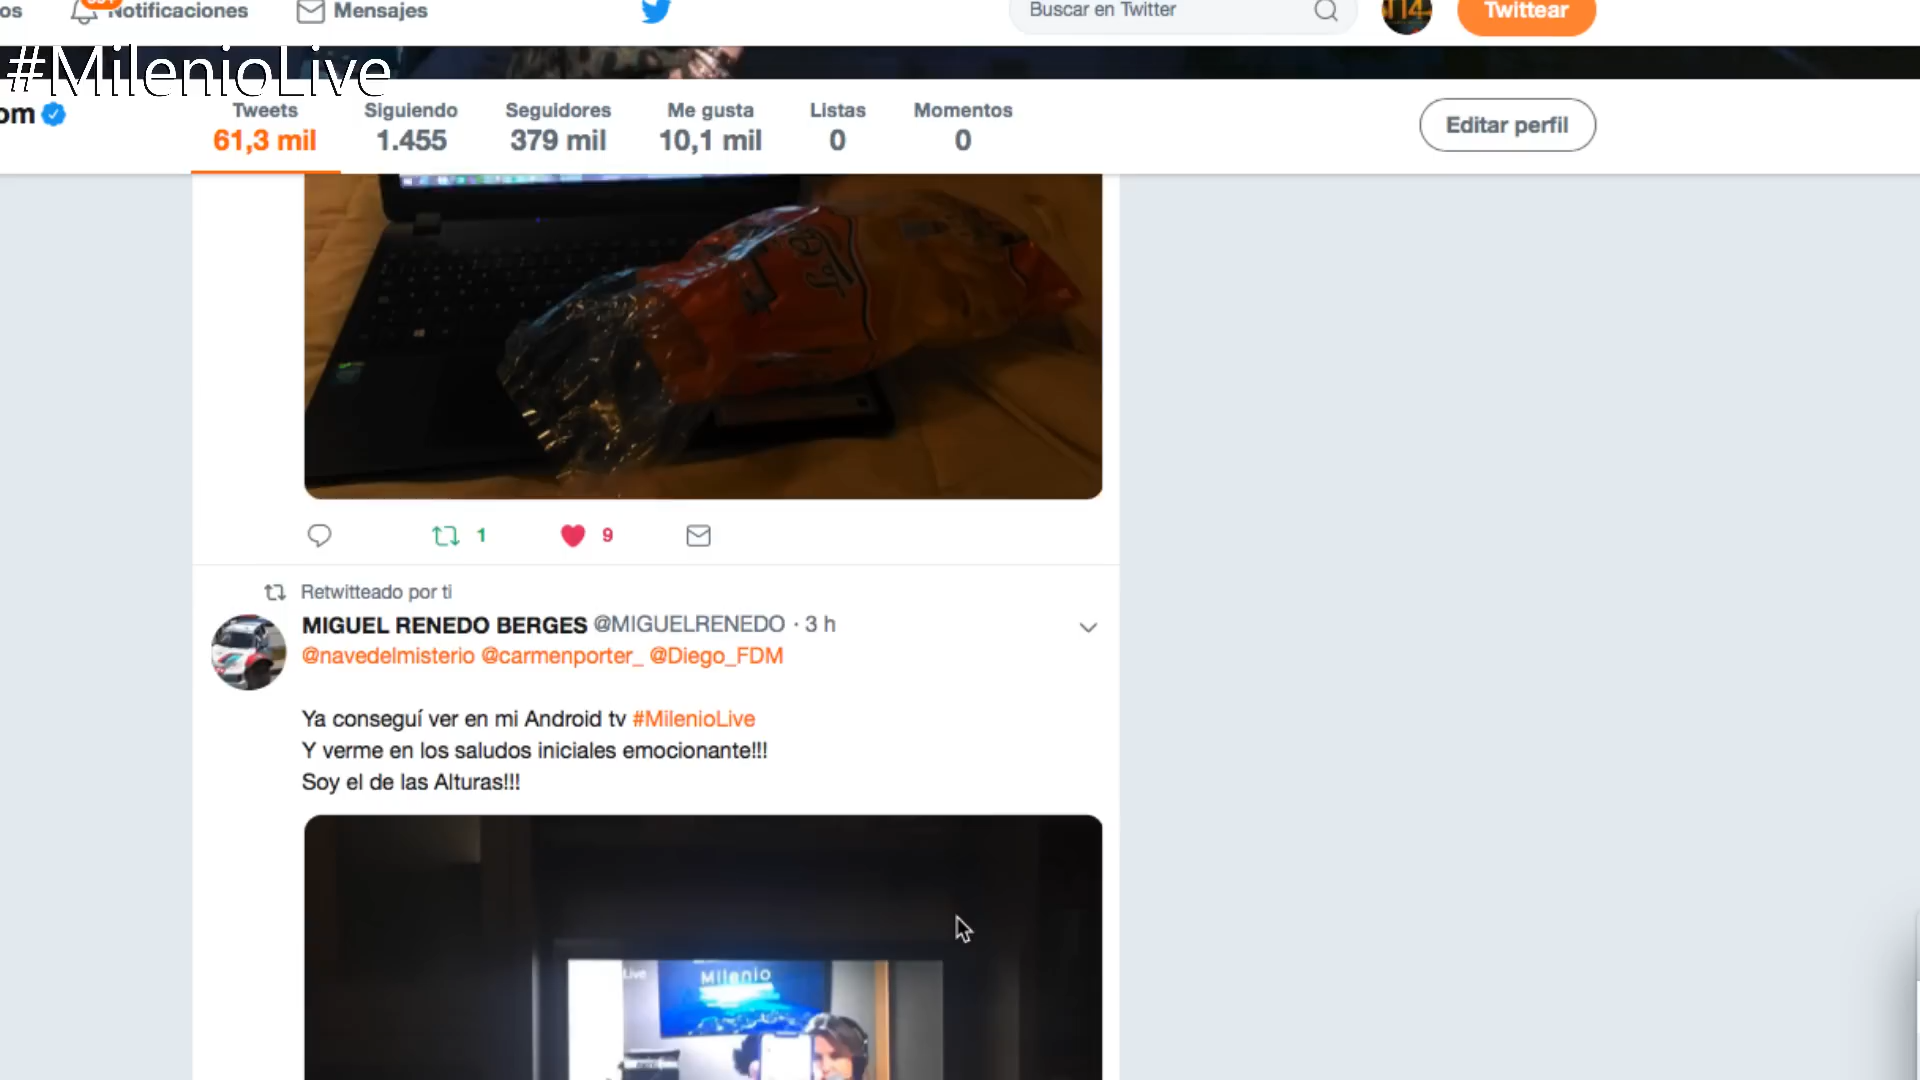 os
Notificaciones
Mensajes
Buscar en Twitter
Twittear
#MilenioLive
om
Tweets
61,3 mil
Siguiendo
1.455
Seguidores
379 mil
Me gusta
10,1 mil
Listas
0
Momentos
0
Editar perfil
1
9
Retwitteado por ti
MIGUEL RENEDO BERGES @MIGUELRENEDO · 3 h
@navedelmisterio @carmenporter_ @Diego_FDM
Ya conseguí ver en mi Android tv #MilenioLive
Y verme en los saludos iniciales emocionante!!!
Soy el de las Alturas!!!
Live
Milenio